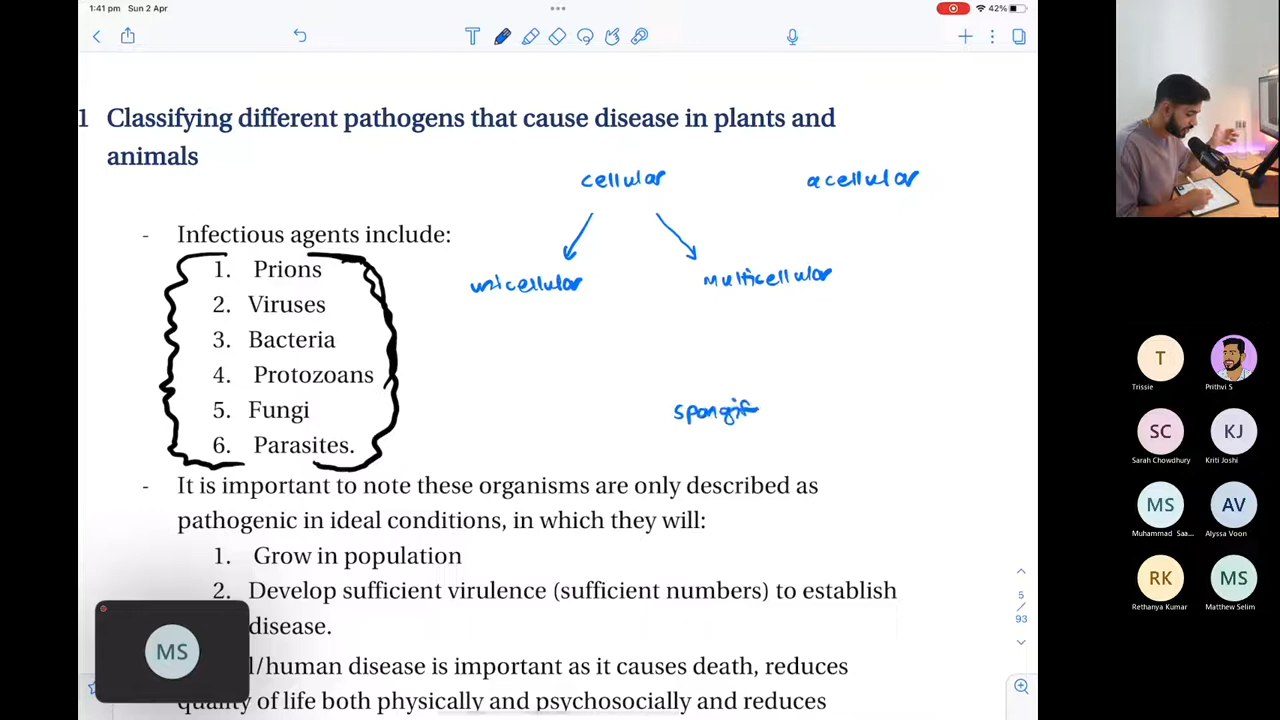 1:41 pm Sun 2 Apr
42%
1 Classifying different pathogens that cause disease in plants and
animals
cellular
acellular
- Infectious agents include:
unicellular
multicellular
1. Prions
2. Viruses
3. Bacteria
4. Protozoans
5. Fungi
6. Parasites.
spongif
- It is important to note these organisms are only described as
pathogenic in ideal conditions, in which they will:
1. Grow in population
2. Develop sufficient virulence (sufficient numbers) to establish
disease.
l/human disease is important as it causes death, reduces
quality of life both physically and psychosocially and reduces
5
/
93
MS
T
Trissie
Prithvi S
SC
Sarah Chowdhury
KJ
Kriti Joshi
MS
Muhammad Saa...
AV
Alyssa Voon
RK
Rethanya Kumar
MS
Matthew Selim